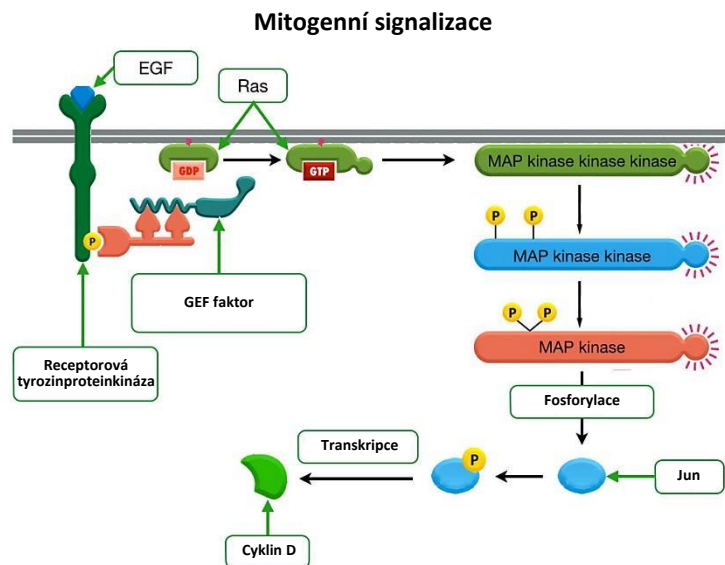 Mitogenní signalizace
EGF
Ras
GDP
GTP
MAP kinase kinase kinase
P
P
P
MAP kinase kinase
GEF faktor
P
P
MAP kinase
Receptorová
tyrozinproteinkináza
Fosforylace
Transkripce
P
Jun
Cyklin D